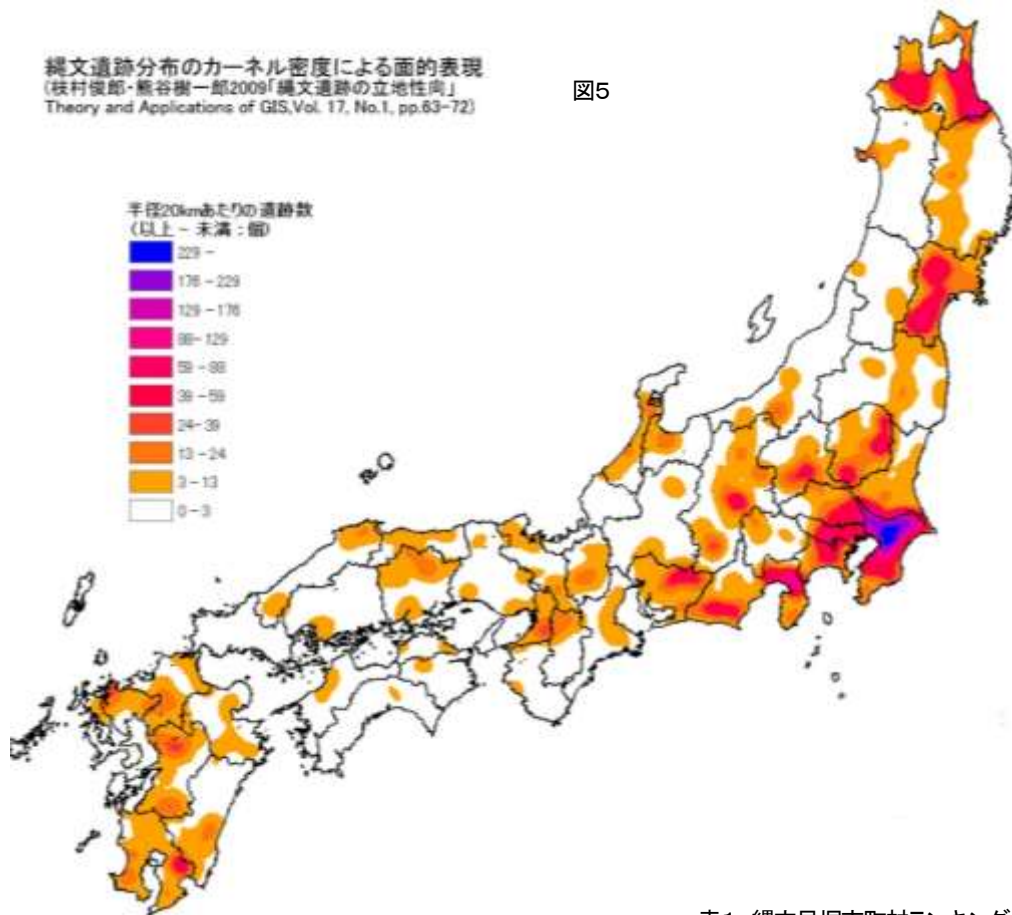 縄文遺跡分布のカーネル密度による面的表現
(枝村俊郎・熊谷樹一郎2009「縄文遺跡の立地性向」
Theory and Applications of GIS,Vol. 17, No.1, pp.63-72)
図5
半径20kmあたりの遺跡数
(以上 - 未満:個)
229 -
176 - 229
129 - 176
88 - 129
59 - 88
39 - 59
24 - 39
13 - 24
3 - 13
0 - 3